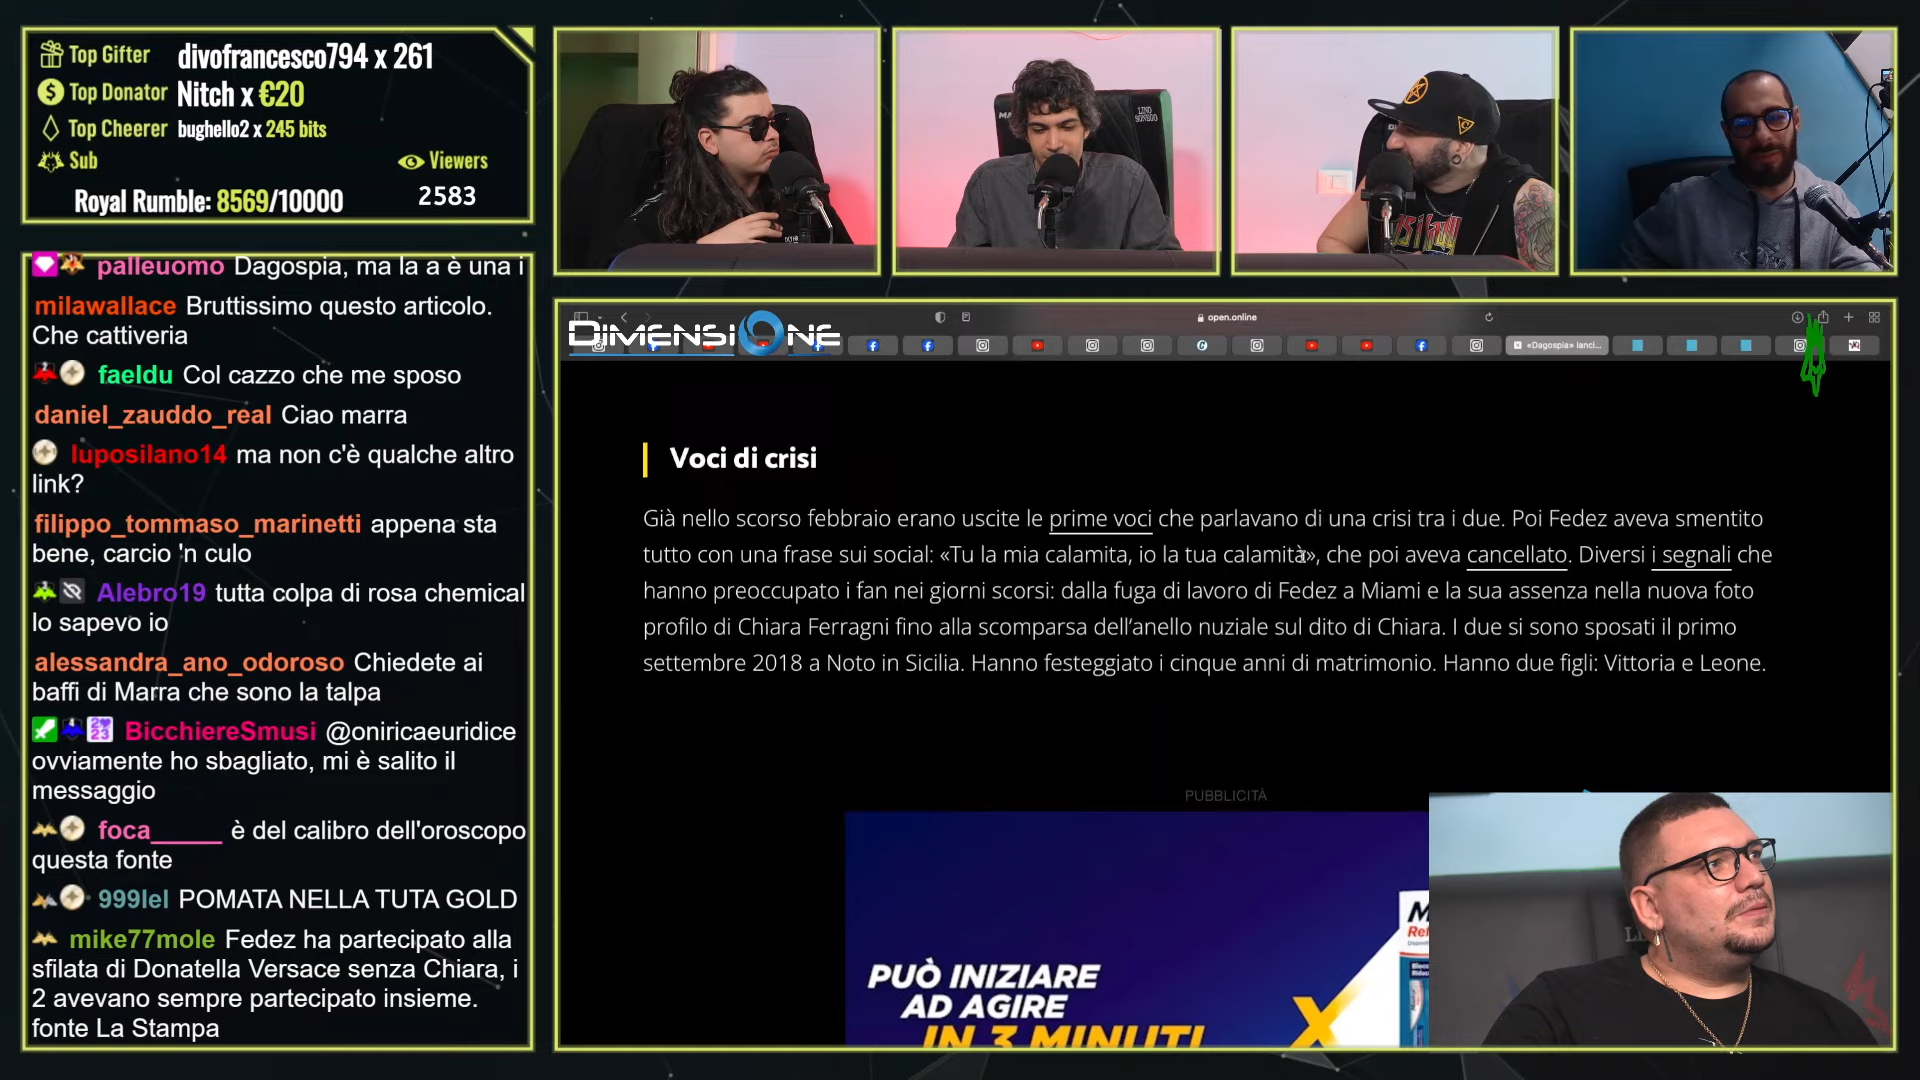 Top Gifter divofrancesco794 x 261
Top Donator Nitch x €20
Top Cheerer bughello2 x 245 bits
Sub
Viewers
Royal Rumble: 8569/10000
2583
palleuomo Dagospia, ma la a è una i
milawallace Bruttissimo questo articolo.
Che cattiveria
faeldu Col cazzo che me sposo
daniel_zauddo_real Ciao marra
luposilano14 ma non c'è qualche altro
link?
filippo_tommaso_marinetti appena sta
bene, carcio 'n culo
Alebro19 tutta colpa di rosa chemical
lo sapevo io
alessandra_ano_odoroso Chiedete ai
baffi di Marra che sono la talpa
BicchiereSmusi @oniricaeuridice
ovviamente ho sbagliato, mi è salito il
messaggio
foca_____ è del calibro dell'oroscopo
questa fonte
999lel POMATA NELLA TUTA GOLD
mike77mole Fedez ha partecipato alla
sfilata di Donatella Versace senza Chiara, i
2 avevano sempre partecipato insieme.
fonte La Stampa
LINO
SONEGO
DIMENSIONE
open.online
«Dagospia» lanci...
Voci di crisi
Già nello scorso febbraio erano uscite le prime voci che parlavano di una crisi tra i due. Poi Fedez aveva smentito
tutto con una frase sui social: «Tu la mia calamita, io la tua calamità», che poi aveva cancellato. Diversi i segnali che
hanno preoccupato i fan nei giorni scorsi: dalla fuga di lavoro di Fedez a Miami e la sua assenza nella nuova foto
profilo di Chiara Ferragni fino alla scomparsa dell'anello nuziale sul dito di Chiara. I due si sono sposati il primo
settembre 2018 a Noto in Sicilia. Hanno festeggiato i cinque anni di matrimonio. Hanno due figli: Vittoria e Leone.
PUBBLICITÀ
PUÒ INIZIARE
AD AGIRE
IN 3 MINUTI